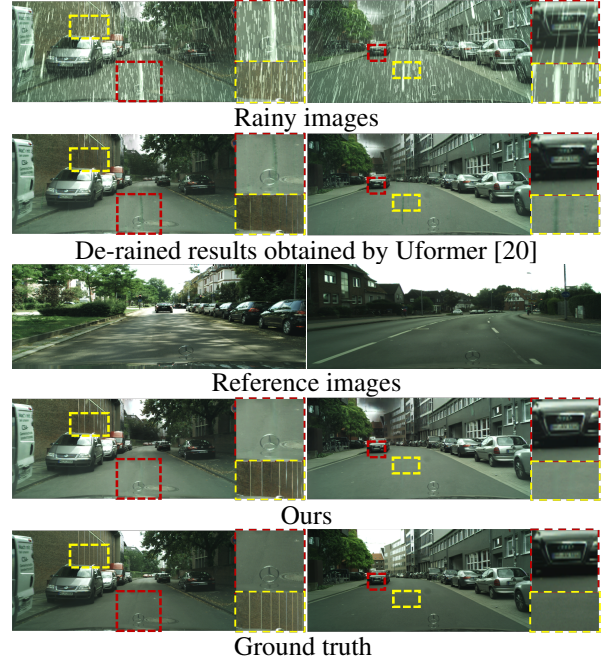 Rainy images
De-rained results obtained by Uformer [20]
Reference images
Ours
Ground truth